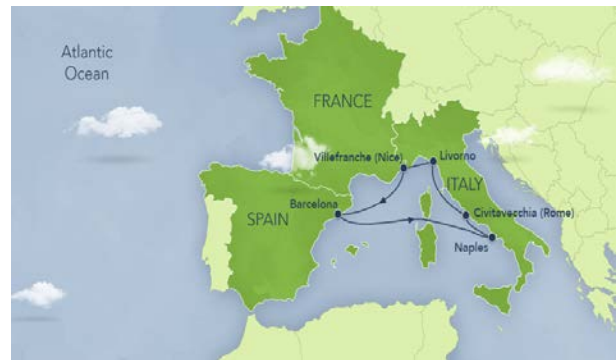 Atlantic
Ocean
FRANCE
Villefranche (Nice)
Livorno
ITALY
Barcelona
SPAIN
Civitavecchia (Rome)
Naples